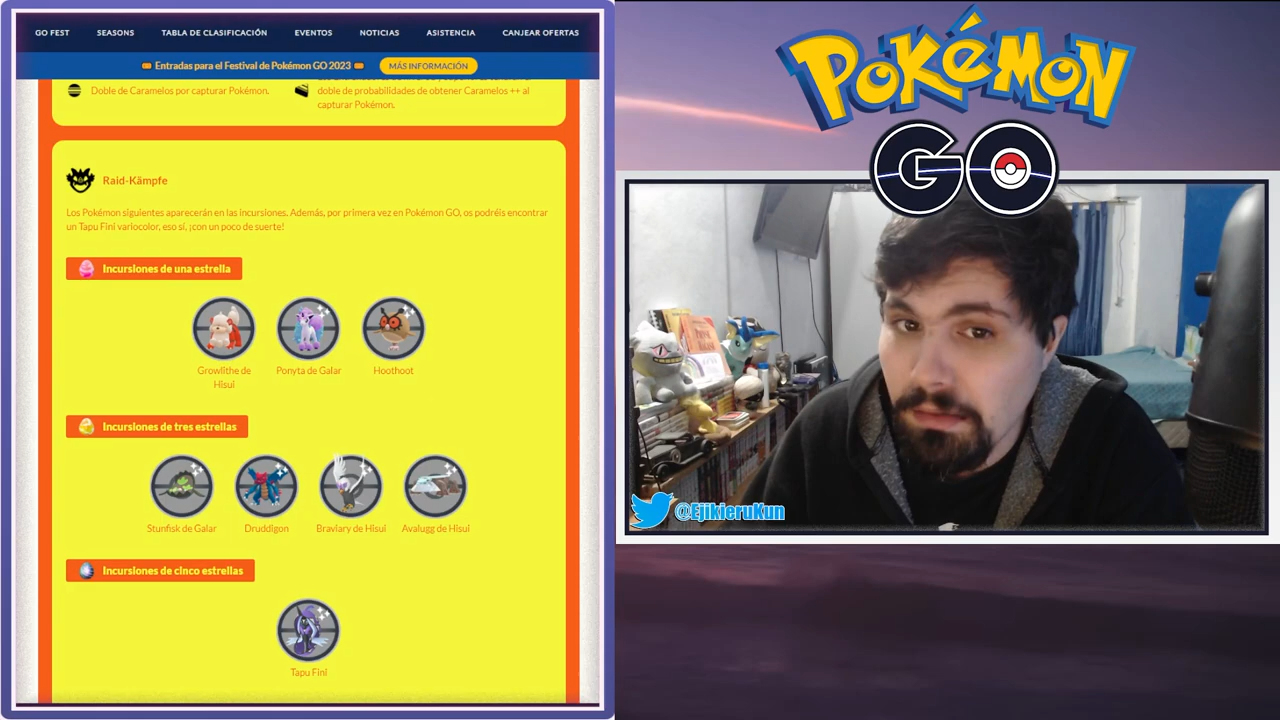 GO FEST SEASONS TABLA DE CLASIFICACIÓN EVENTOS NOTICIAS ASISTENCIA CANJEAR OFERTAS
Entradas para el Festival de Pokémon GO 2023 MÁS INFORMACIÓN
Doble de Caramelos por capturar Pokémon.
doble de probabilidades de obtener Caramelos ++ al
capturar Pokémon.
Raid-Kämpfe
Los Pokémon siguientes aparecerán en las incursiones. Además, por primera vez en Pokémon GO, os podréis encontrar
un Tapu Fini variocolor, eso sí, ¡con un poco de suerte!
Incursiones de una estrella
Growlithe de
Hisui
Ponyta de Galar
Hoothoot
Incursiones de tres estrellas
Stunfisk de Galar
Druddigon
Braviary de Hisui
Avalugg de Hisui
Incursiones de cinco estrellas
Tapu Fini
POKÉMON
GO
@EjikieruKun